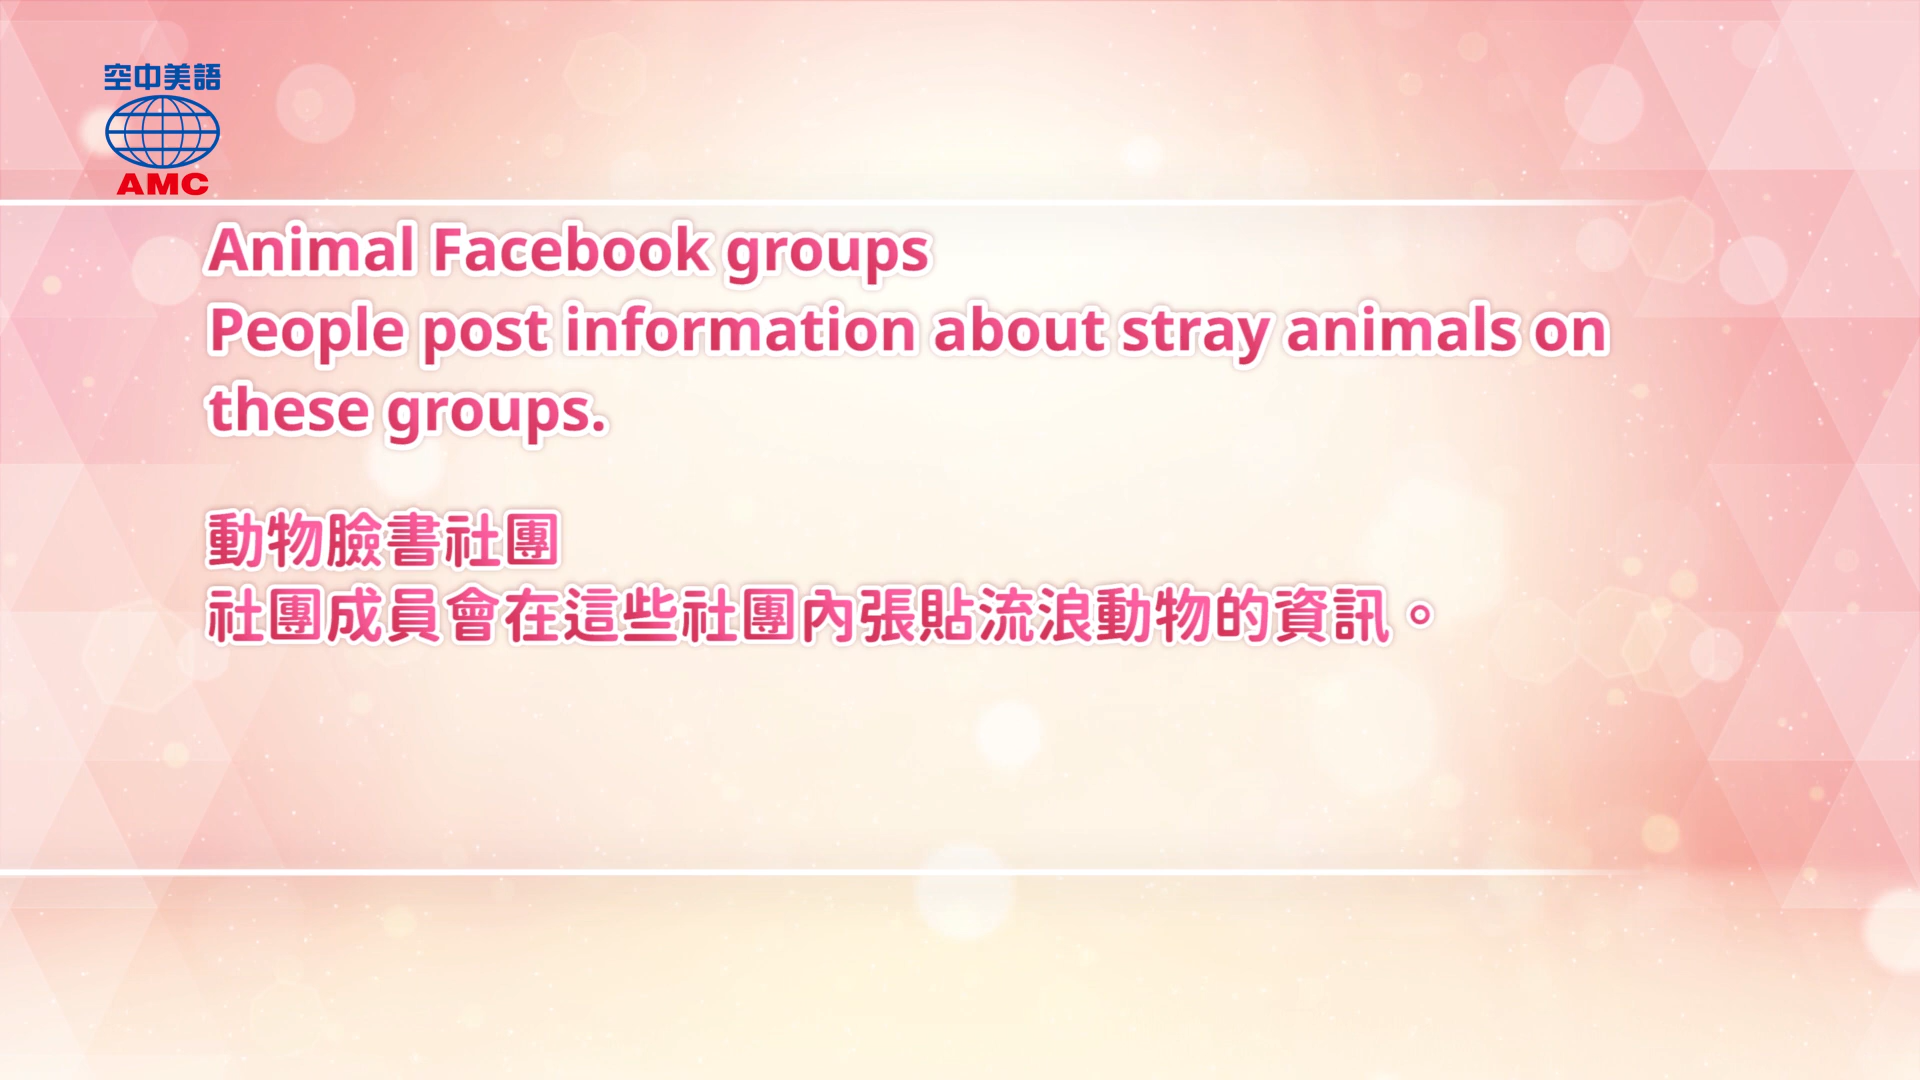 空中美語
AMC
Animal Facebook groups
People post information about stray animals on
these groups.
動物臉書社團
社團成員會在這些社團內張貼流浪動物的資訊。